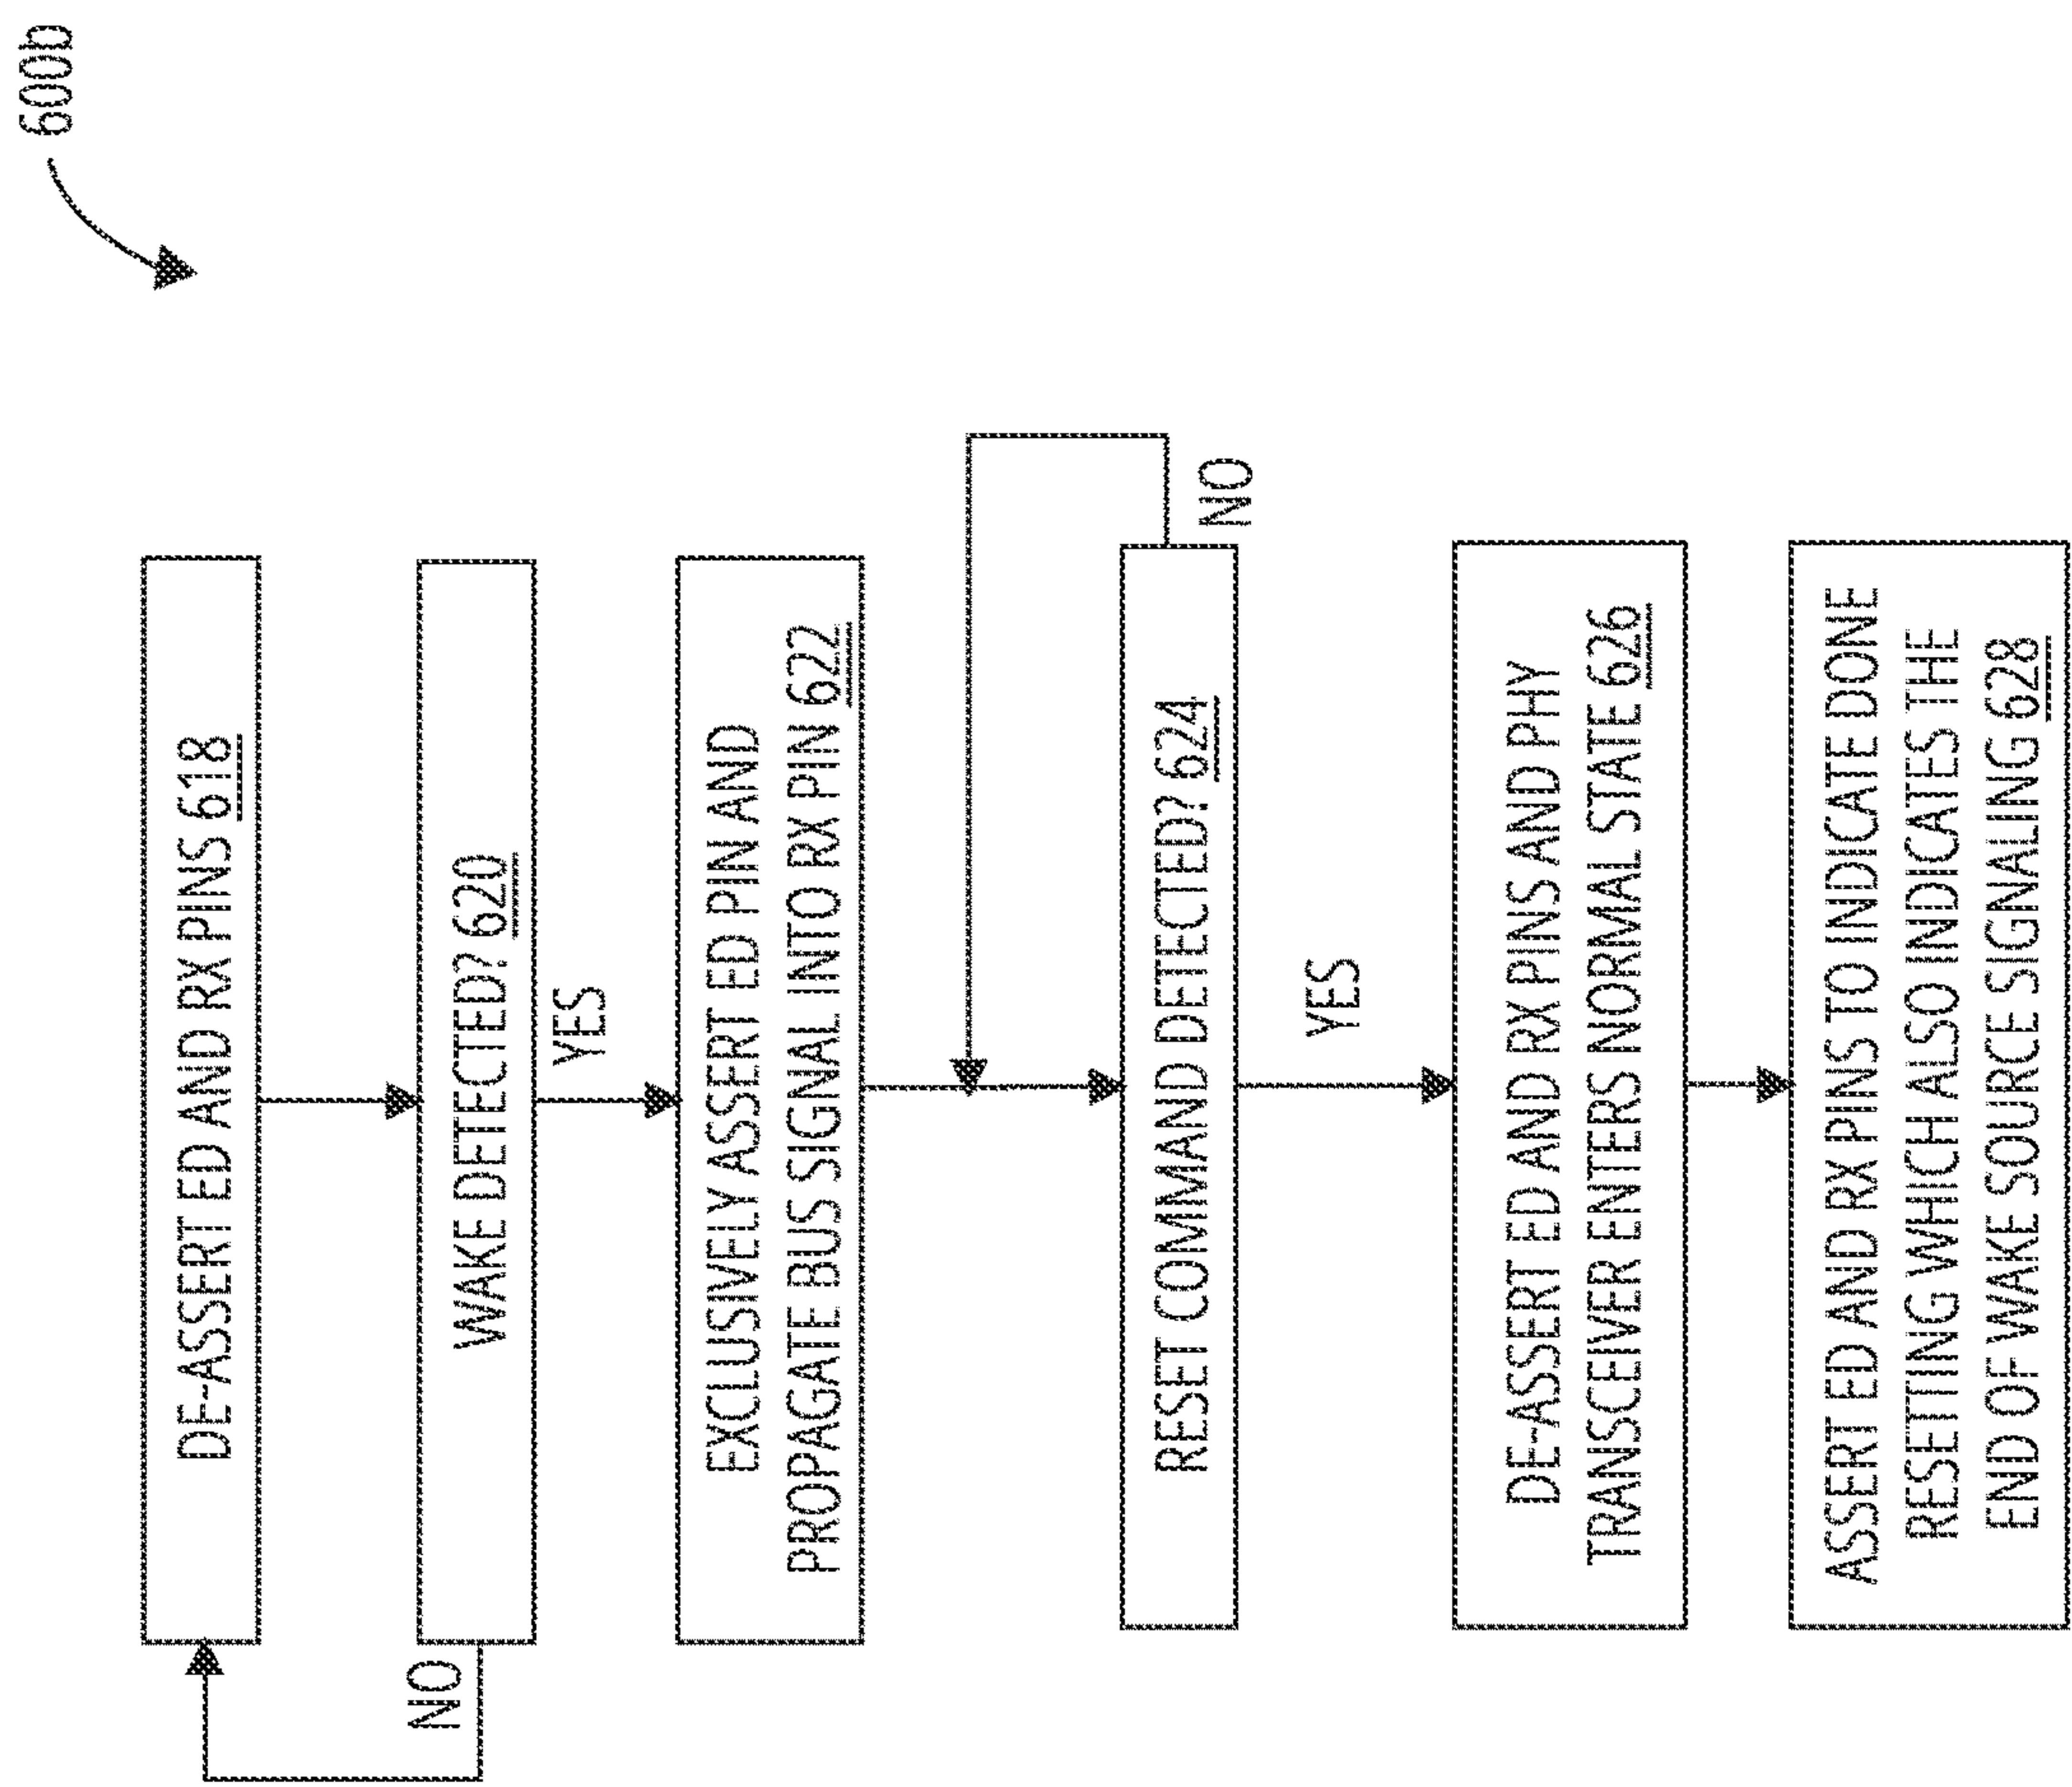 600b
DE-ASSERT ED AND RX PINS 618
WAKE DETECTED? 620
NO
YES
EXCLUSIVELY ASSERT ED PIN AND
PROPAGATE BUS SIGNAL INTO RX PIN 622
RESET COMMAND DETECTED? 624
NO
YES
DE-ASSERT ED AND RX PINS AND PHY
TRANSCEIVER ENTERS NORMAL STATE 626
ASSERT ED AND RX PINS TO INDICATE DONE
RESETTING WHICH ALSO INDICATES THE
END OF WAKE SOURCE SIGNALING 628